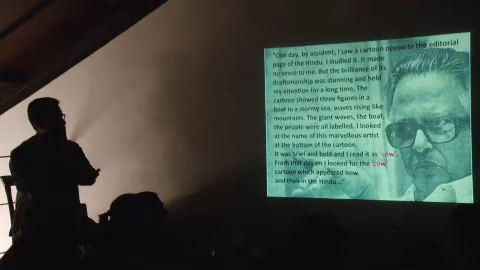 "One day, by accident, I saw a cartoon opposite the editorial
page of the Hindu. I studied it. It made
no sense to me. But the brilliance of its
draftsmanship was stunning and held
my attention for a long time. The
cartoon showed three figures in a
boat in a stormy sea, waves rising like
mountains. The giant waves, the boat,
the people were all labelled. I looked
at the name of this marvellous artist
at the bottom of the cartoon.
It was brief and bold and I read it as 'cow'.
From that day on I looked for the 'cow'
cartoon which appeared now
and then in the Hindu..."